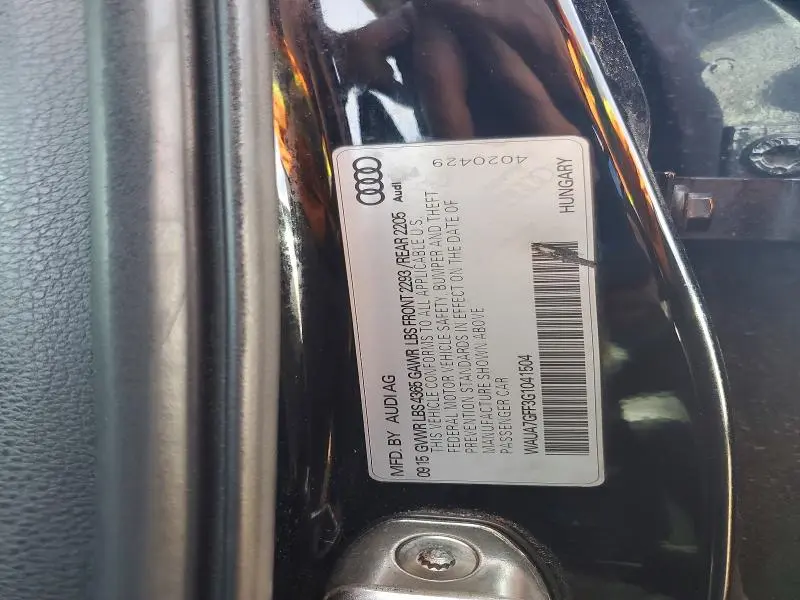 Audi
4020429
MFD. BY AUDI AG
09.15 GVWR LBS 4365 GAWR LBS FRONT 2293 /REAR 2205
THIS VEHICLE CONFORMS TO ALL APPLICABLE U.S.
FEDERAL MOTOR VEHICLE SAFETY, BUMPER AND THEFT
PREVENTION STANDARDS IN EFFECT ON THE DATE OF
MANUFACTURE SHOWN ABOVE
PASSENGER CAR
WAUA7GFF3G1041504
HUNGARY